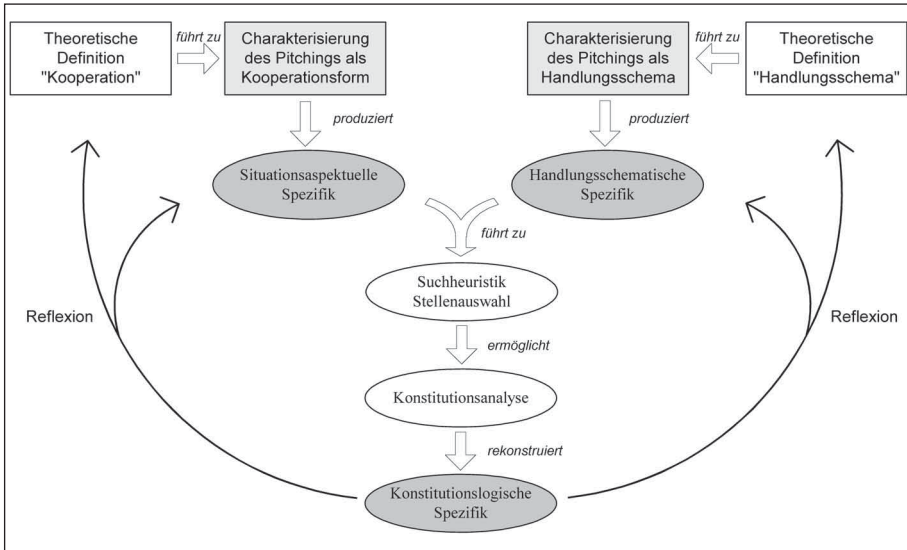 Theoretische
Definition
"Kooperation"
führt zu
Charakterisierung
des Pitchings als
Kooperationsform
Charakterisierung
des Pitchings als
Handlungsschema
führt zu
Theoretische
Definition
"Handlungsschema"
produziert
produziert
Situationsaspektuelle
Spezifik
Handlungsschematische
Spezifik
führt zu
Suchheuristik
Stellenauswahl
Reflexion
Reflexion
ermöglicht
Konstitutionsanalyse
rekonstruiert
Konstitutionslogische
Spezifik